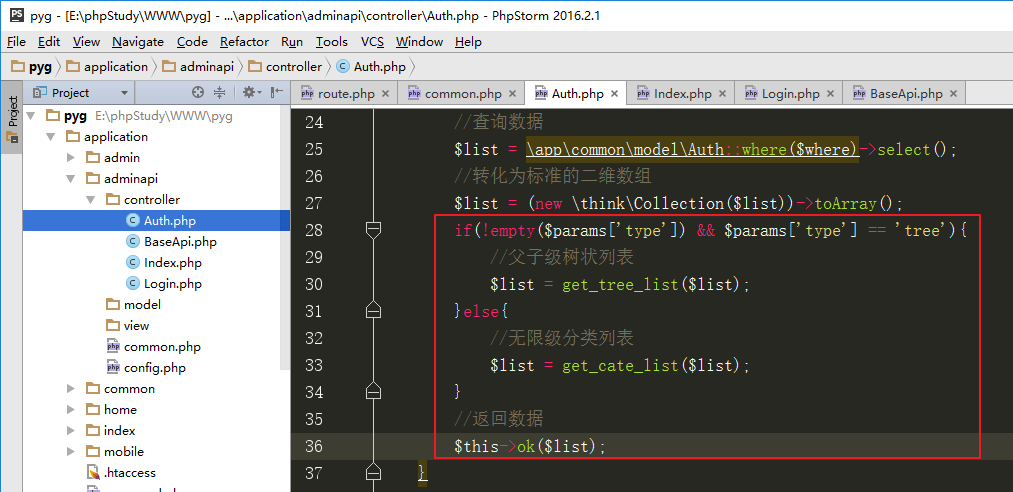 PS pyg - [E:\phpStudy\WWW\pyg] - ...\application\adminapi\controller\Auth.php - PhpStorm 2016.2.1
File Edit View Navigate Code Refactor Run Tools VCS Window Help
pyg application adminapi controller Auth.php
Project
Project
route.php common.php Auth.php Index.php Login.php BaseApi.php
pyg E:\phpStudy\WWW\pyg
application
admin
adminapi
controller
Auth.php
BaseApi.php
Index.php
Login.php
model
view
common.php
config.php
common
home
index
mobile
.htaccess
24 //查询数据
25 $list = \app\common\model\Auth::where($where)->select();
26 //转化为标准的二维数组
27 $list = (new \think\Collection($list))->toArray();
28 if(!empty($params['type']) && $params['type'] == 'tree'){
29 //父子级树状列表
30 $list = get_tree_list($list);
31 }else{
32 //无限级分类列表
33 $list = get_cate_list($list);
34 }
35 //返回数据
36 $this->ok($list);
37 }